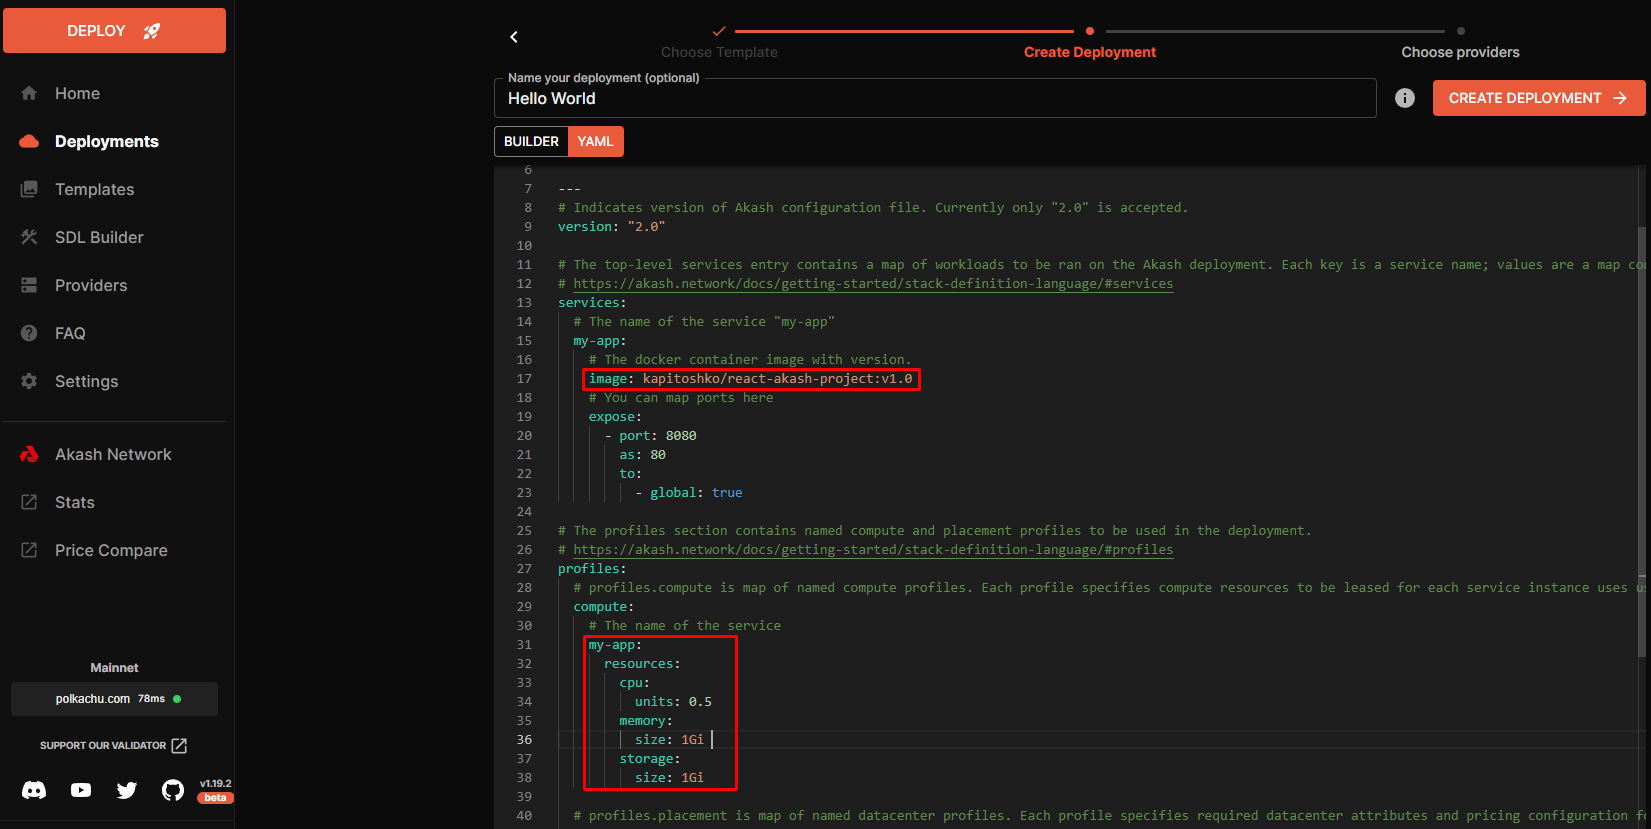 DEPLOY
Home
Deployments
Templates
SDL Builder
Providers
FAQ
Settings
Akash Network
Stats
Price Compare
Mainnet
polkachu.com 78ms
SUPPORT OUR VALIDATOR
v1.19.2
beta
Choose Template
Create Deployment
Choose providers
Name your deployment (optional)
Hello World
CREATE DEPLOYMENT
BUILDER YAML
6
7 ---
8 # Indicates version of Akash configuration file. Currently only "2.0" is accepted.
9 version: "2.0"
10
11 # The top-level services entry contains a map of workloads to be ran on the Akash deployment. Each key is a service name; values are a map
12 # https://akash.network/docs/getting-started/stack-definition-language/#services
13 services:
14 # The name of the service "my-app"
15 my-app:
16 # The docker container image with version.
17 image: kapitoshko/react-akash-project:v1.0
18 # You can map ports here
19 expose:
20 - port: 8080
21 as: 80
22 to:
23 - global: true
24
25 # The profiles section contains named compute and placement profiles to be used in the deployment.
26 # https://akash.network/docs/getting-started/stack-definition-language/#profiles
27 profiles:
28 # profiles.compute is map of named compute profiles. Each profile specifies compute resources to be leased for each service instance uses
29 compute:
30 # The name of the service
31 my-app:
32 resources:
33 cpu:
34 units: 0.5
35 memory:
36 size: 1Gi
37 storage:
38 size: 1Gi
39
40 # profiles.placement is map of named datacenter profiles. Each profile specifies required datacenter attributes and pricing configuration